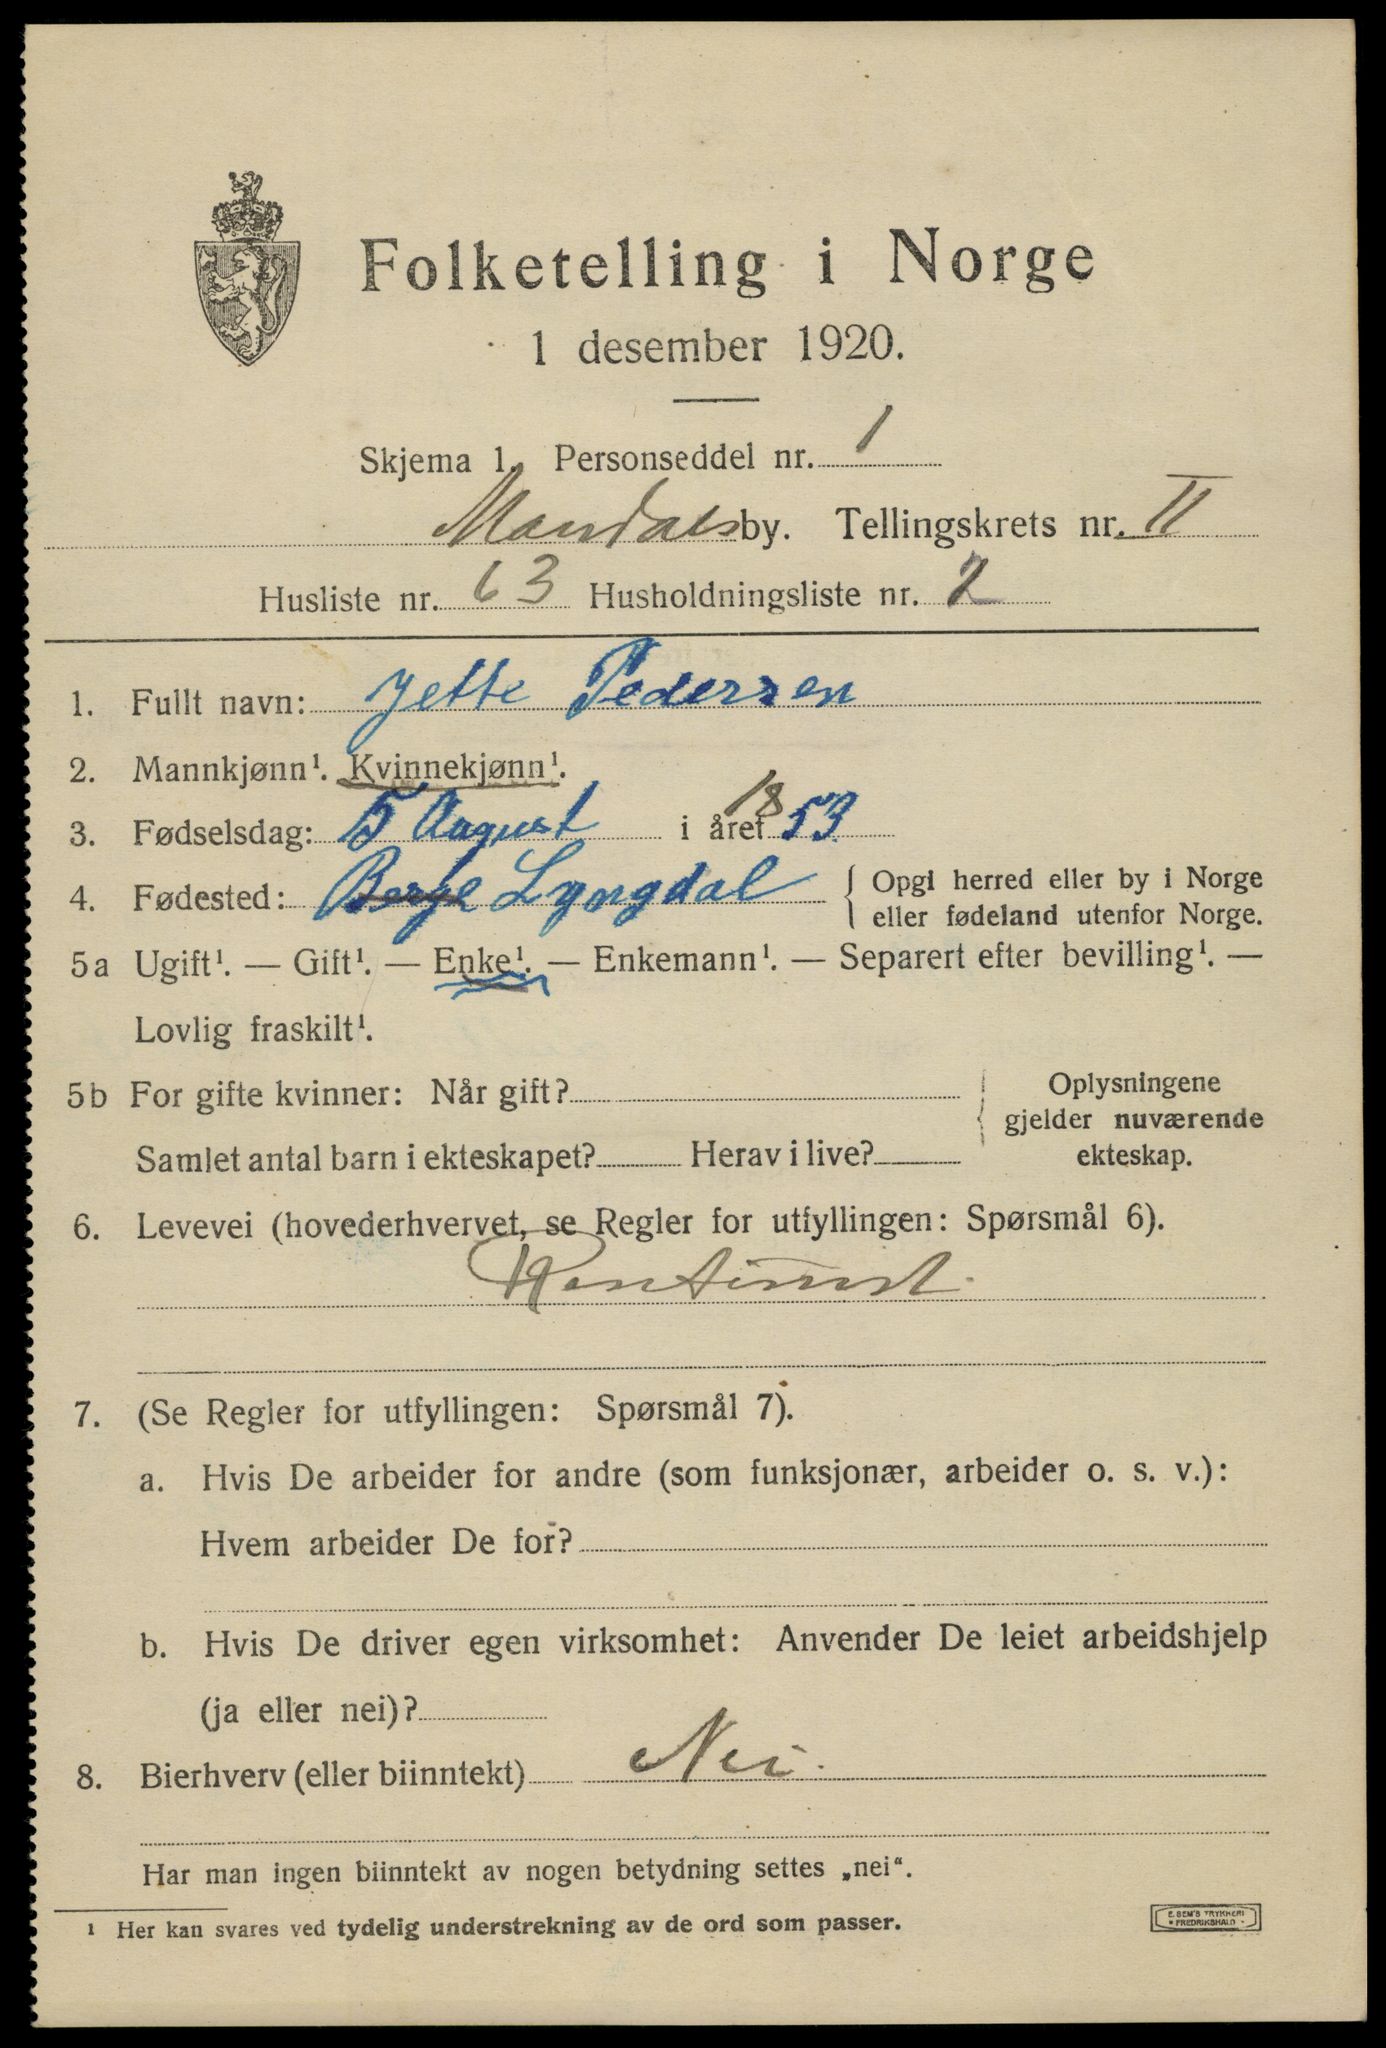 Folketelling i Norge
1 desember 1920.
Skjema 1. Personseddel nr. 1
Mandals by. Tellingskrets nr. II
Husliste nr. 63 Husholdningsliste nr. 2
1. Fullt navn: Jette Pedersen
2. Mannkjønn¹. Kvinnekjønn¹.
3. Fødselsdag: 5 August i året 1853
4. Fødested: Lyngdal { Opgi herred eller by i Norge
eller fødeland utenfor Norge.
5a Ugift¹. — Gift¹. — Enke¹. — Enkemann¹. — Separert efter bevilling¹. —
Lovlig fraskilt¹.
5b For gifte kvinner: Når gift? { Oplysningene
gjelder nuværende
Samlet antal barn i ekteskapet? Herav i live? ekteskap.
6. Levevei (hovederhvervet, se Regler for utfyllingen: Spørsmål 6).
Rentierist.
7. (Se Regler for utfyllingen: Spørsmål 7).
a. Hvis De arbeider for andre (som funksjonær, arbeider o. s. v.):
Hvem arbeider De for?
b. Hvis De driver egen virksomhet: Anvender De leiet arbeidshjelp
(ja eller nei)?
8. Bierhverv (eller biinntekt) Nei.
Har man ingen biinntekt av nogen betydning settes „nei“.
¹ Her kan svares ved tydelig understrekning av de ord som passer.
E. SEM'S TRYKKERI
FREDRIKSHALD